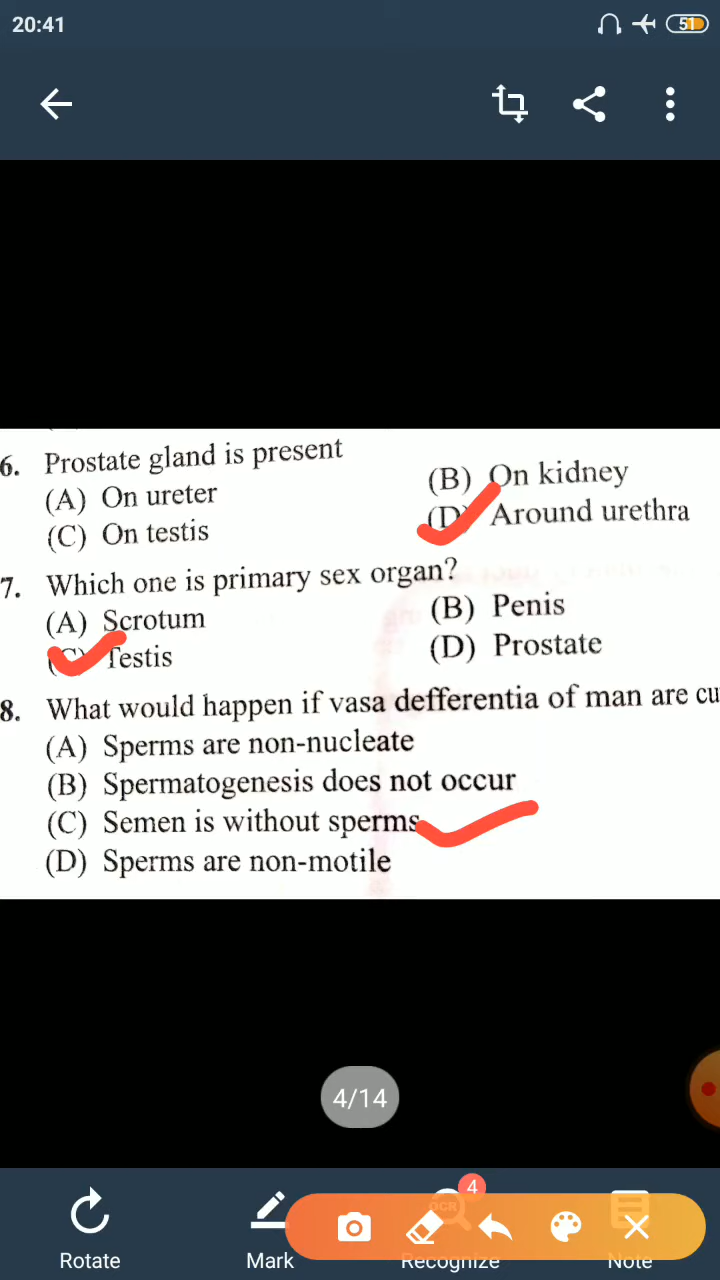 20:41
51
6. Prostate gland is present
(A) On ureter
(B) On kidney
(C) On testis
(D) Around urethra
7. Which one is primary sex organ?
(A) Scrotum
(B) Penis
(C) Testis
(D) Prostate
8. What would happen if vasa defferentia of man are cu
(A) Sperms are non-nucleate
(B) Spermatogenesis does not occur
(C) Semen is without sperms
(D) Sperms are non-motile
4/14
4
OCR
Rotate
Mark
Recognize
Note